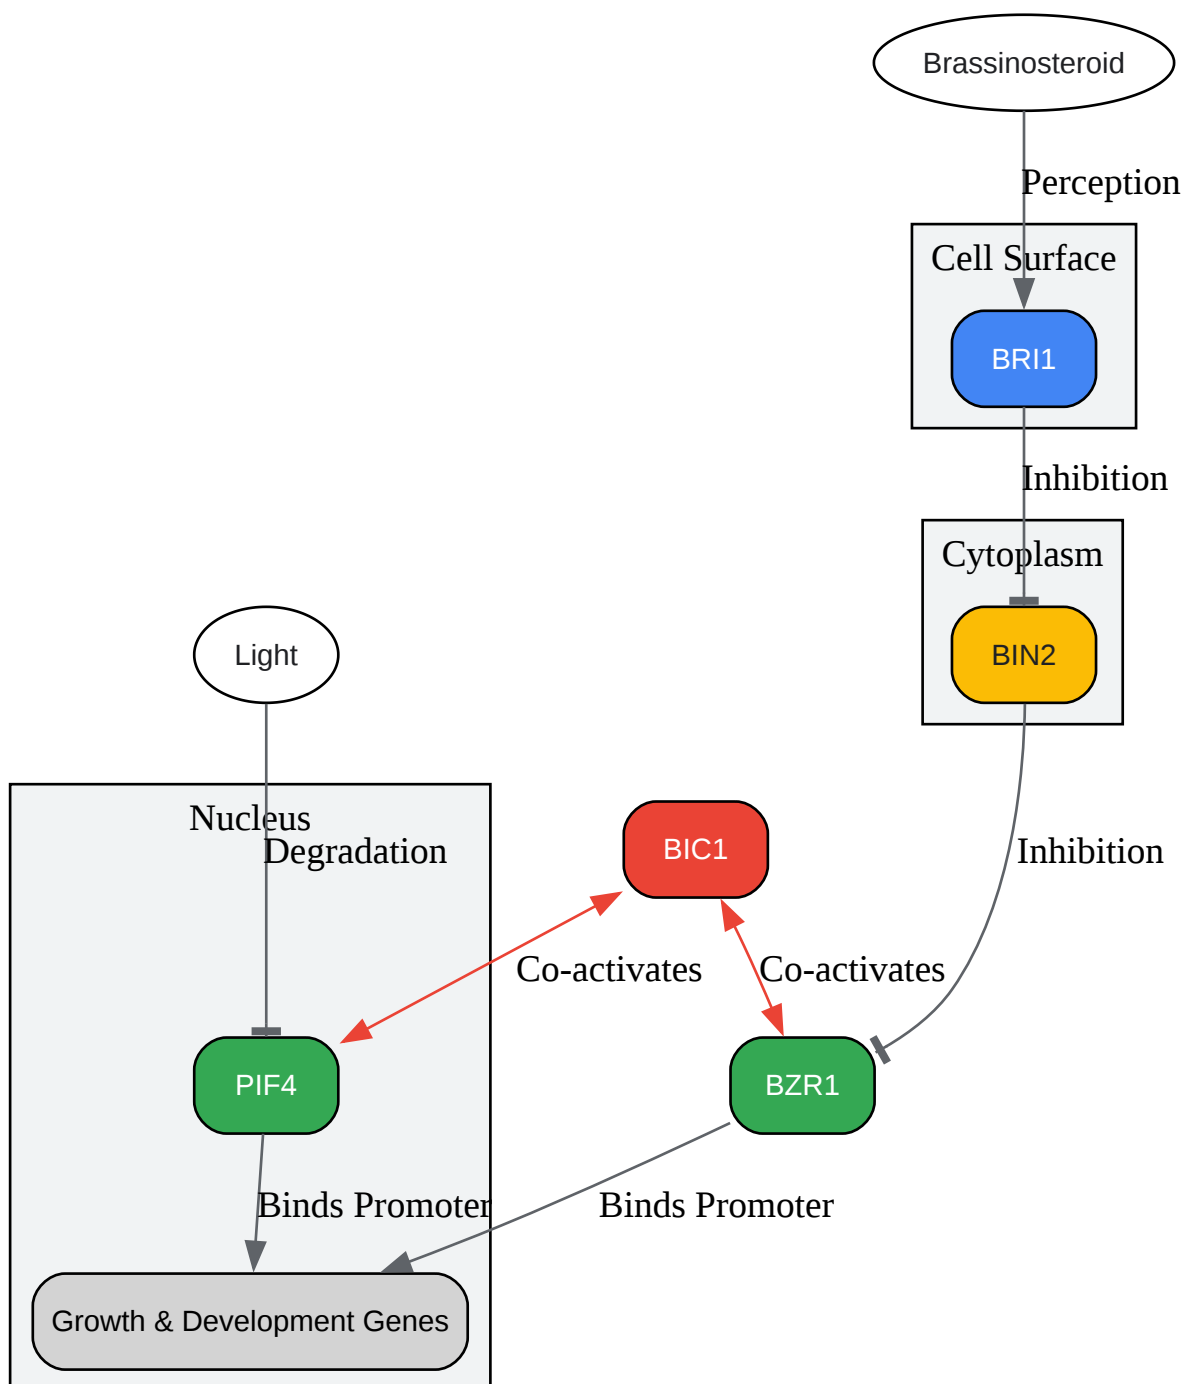 Brassinosteroid
Perception
Cell Surface
BRI1
Inhibition
Cytoplasm
BIN2
Light
Nucleus
Degradation
BIC1
Inhibition
Co-activates
Co-activates
PIF4
BZR1
Binds Promoter
Binds Promoter
Growth & Development Genes